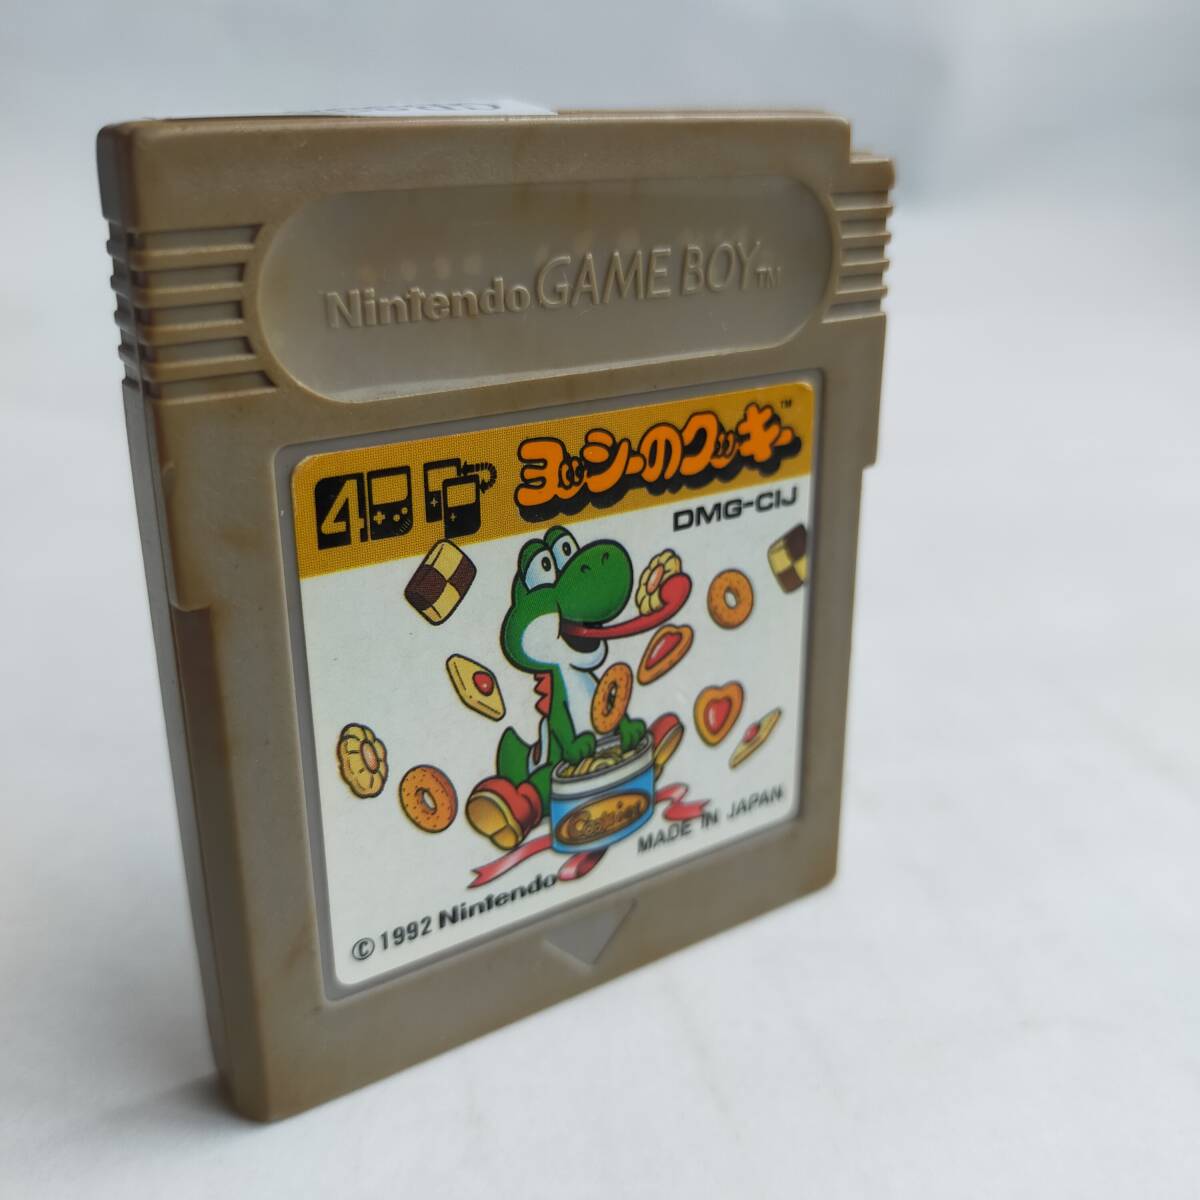 Nintendo GAME BOY™
4 ヨッシーのクッキー™
DMG-CIJ
Cookies
MADE IN JAPAN
©1992 Nintendo